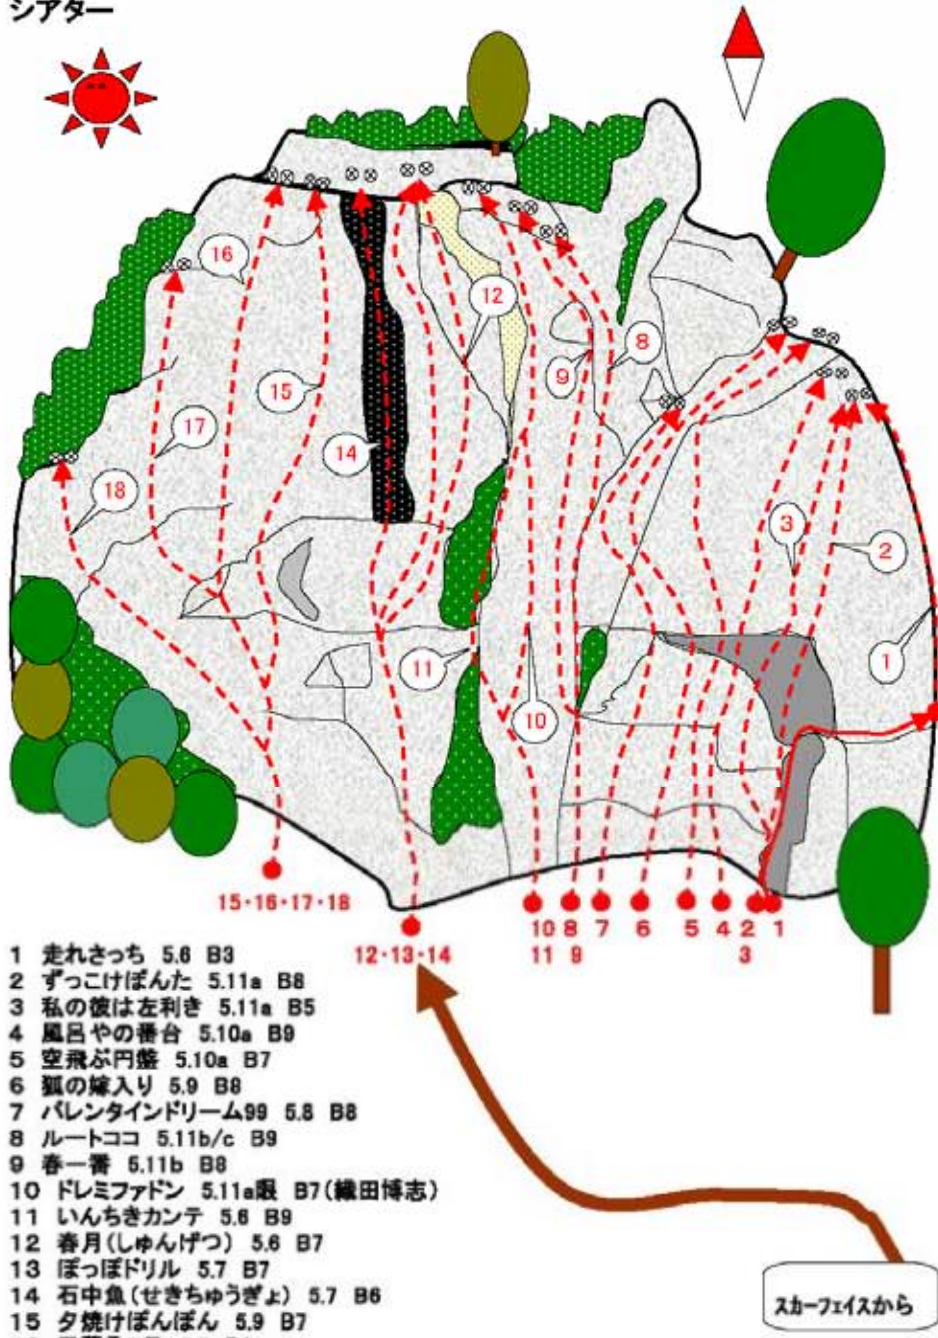 シアター
16
12
8
9
15
17
14
18
3
2
1
11
10
15・16・17・18
12・13・14
10 8 7 6 5 4 2 1
11 9 3
1 走れさっち 5.6 B3
2 ずっこけぽんた 5.11a B8
3 私の彼は左利き 5.11a B5
4 風呂やの番台 5.10a B9
5 空飛ぶ円盤 5.10a B7
6 狐の嫁入り 5.9 B8
7 バレンタインドリーム99 5.8 B8
8 ルートココ 5.11b/c B9
9 春一番 5.11b B8
10 ドレミファドン 5.11a限 B7(織田博志)
11 いんちきカンテ 5.6 B9
12 春月(しゅんげつ) 5.6 B7
13 ぽっぽドリル 5.7 B7
14 石中魚(せきちゅうぎょ) 5.7 B6
15 夕焼けぽんぽん 5.9 B7
スカーフェイスから